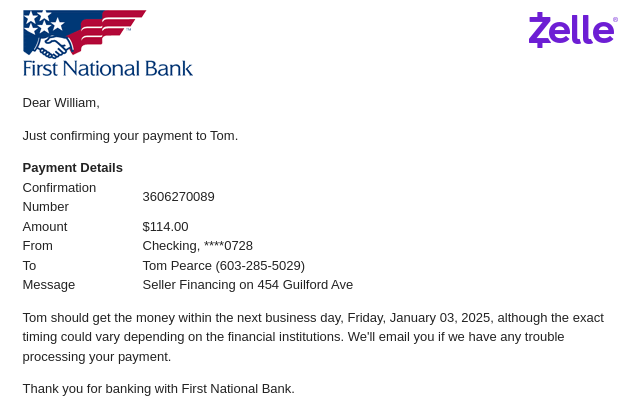 Zelle®
™
First National Bank
Dear William,
Just confirming your payment to Tom.
Payment Details
Confirmation Number 3606270089
Amount $114.00
From Checking, ****0728
To Tom Pearce (603-285-5029)
Message Seller Financing on 454 Guilford Ave
Tom should get the money within the next business day, Friday, January 03, 2025, although the exact
timing could vary depending on the financial institutions. We'll email you if we have any trouble
processing your payment.
Thank you for banking with First National Bank.